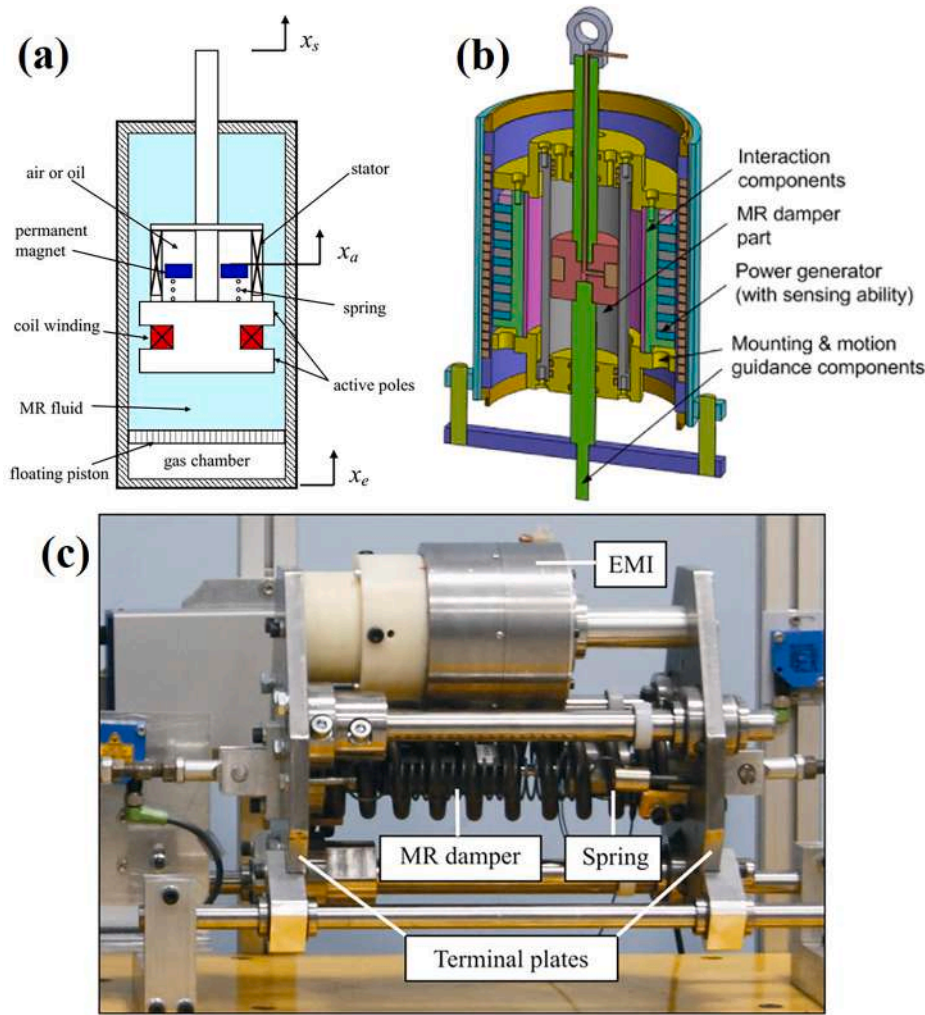 (a)
x_s
air or oil
stator
permanent
magnet
x_a
spring
coil winding
active poles
MR fluid
floating piston
gas chamber
x_e
(b)
Interaction
components
MR damper
part
Power generator
(with sensing ability)
Mounting & motion
guidance components
(c)
EMI
MR damper
Spring
Terminal plates